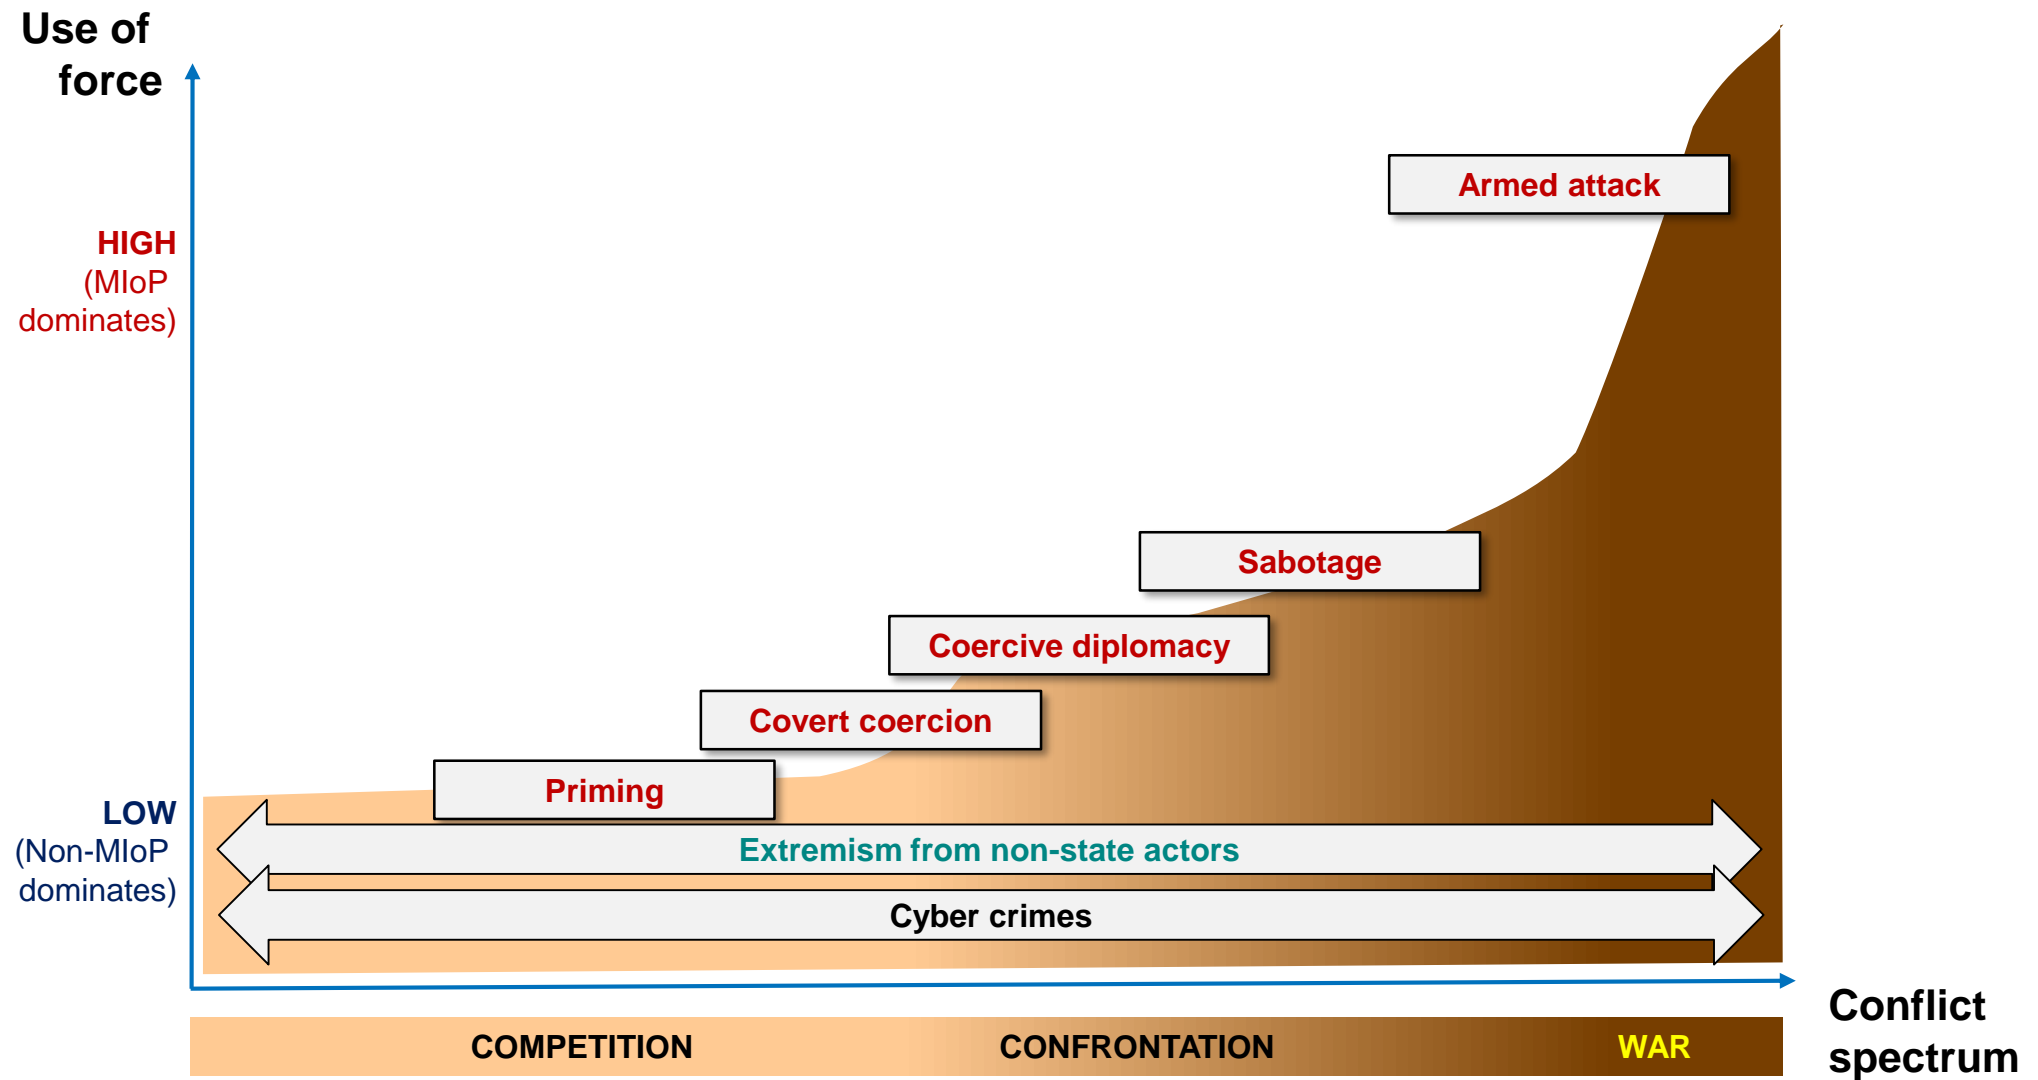 Use of
force
HIGH
(MIoP
dominates)
Armed attack
Sabotage
Coercive diplomacy
Covert coercion
Priming
LOW
(Non-MIoP
dominates)
Extremism from non-state actors
Cyber crimes
Conflict
spectrum
COMPETITION
CONFRONTATION
WAR